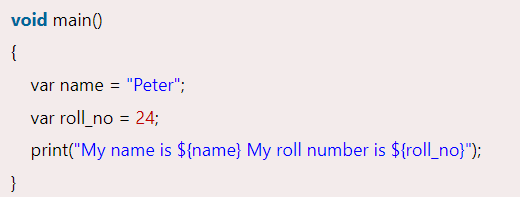 void main()
{
var name = "Peter";
var roll_no = 24;
print("My name is ${name} My roll number is ${roll_no}");
}